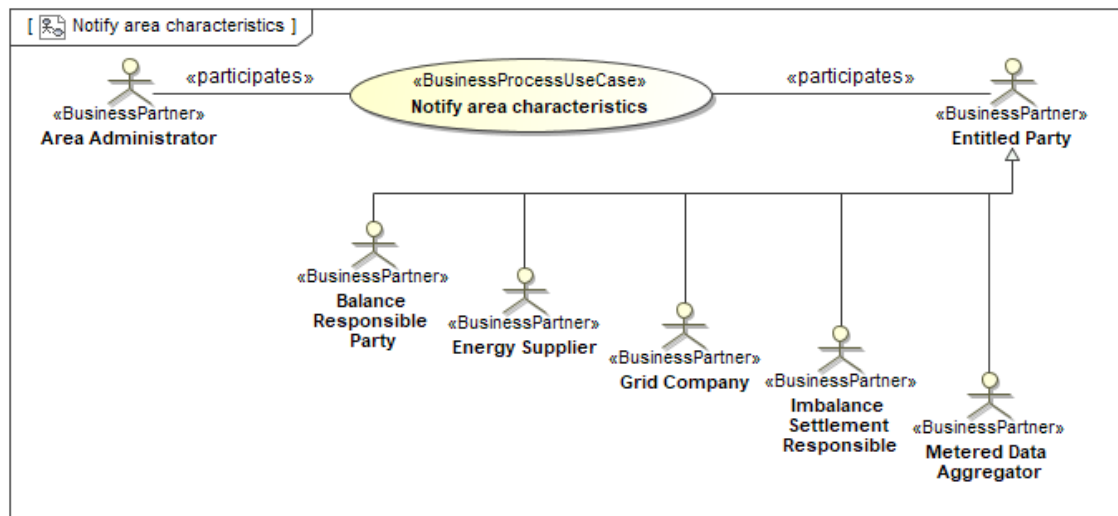 [ Notify area characteristics ]
«participates»
«BusinessProcessUseCase»
Notify area characteristics
«participates»
«BusinessPartner»
Area Administrator
«BusinessPartner»
Entitled Party
«BusinessPartner»
Balance
Responsible
Party
«BusinessPartner»
Energy Supplier
«BusinessPartner»
Grid Company
«BusinessPartner»
Imbalance
Settlement
Responsible
«BusinessPartner»
Metered Data
Aggregator